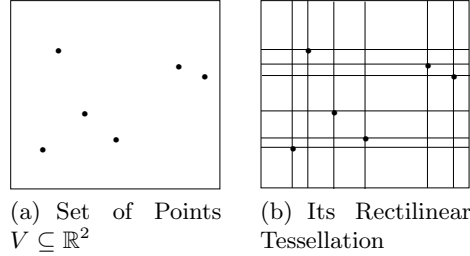 (a) Set of Points
V ⊆ ℝ²
(b) Its Rectilinear
Tessellation